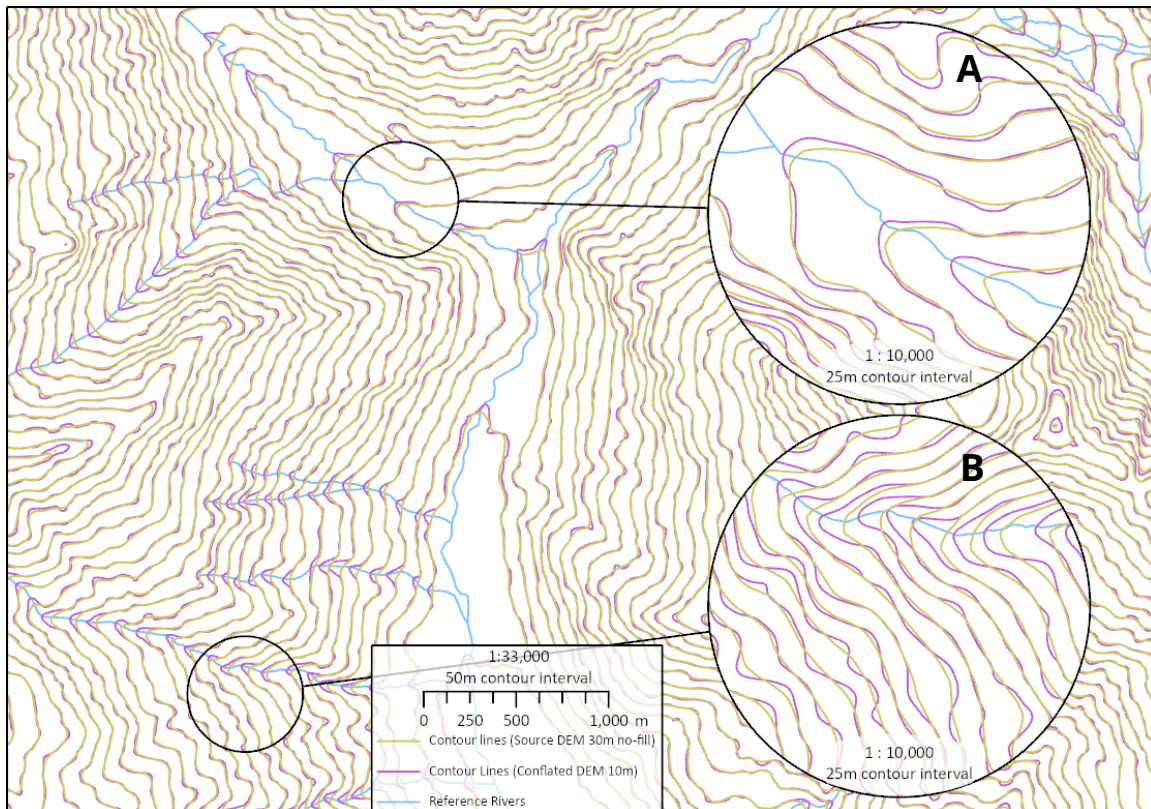 A
1 : 10,000
25m contour interval
B
1 : 10,000
25m contour interval
1:33,000
50m contour interval
0 250 500 1,000 m
Contour lines (Source DEM 30m no-fill)
Contour Lines (Conflated DEM 10m)
Reference Rivers